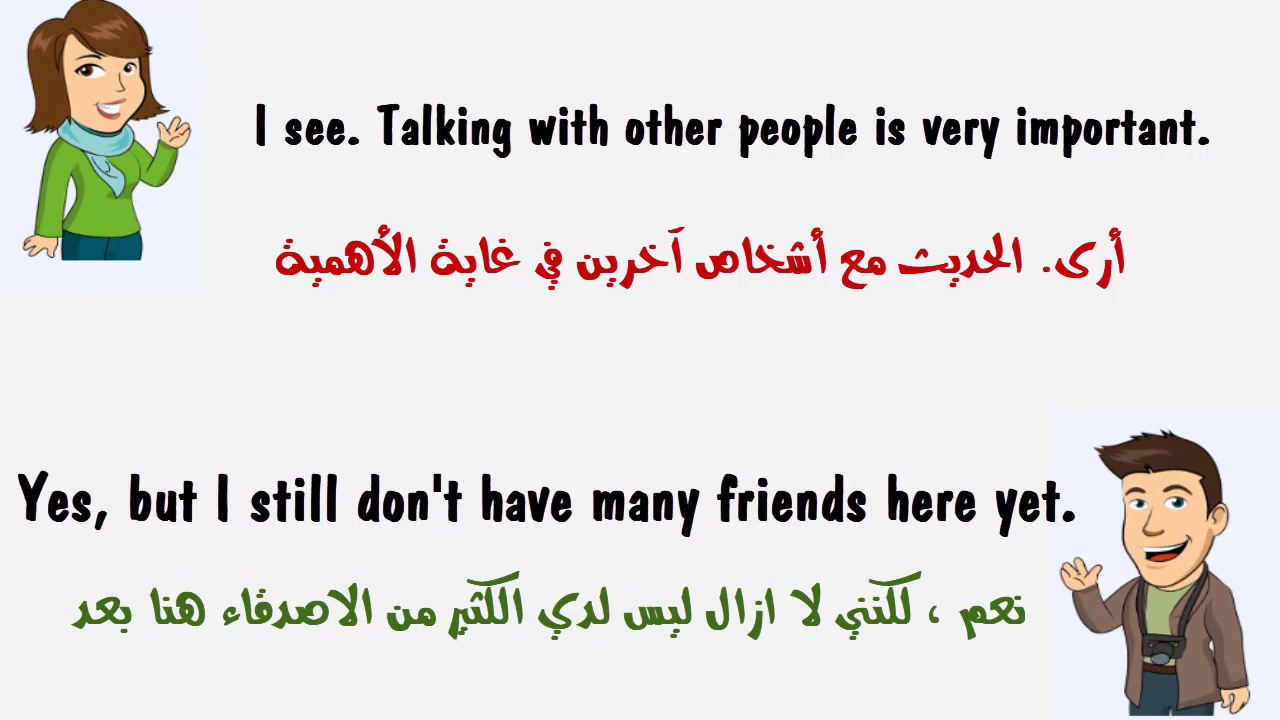 I see. Talking with other people is very important.
أرى. الحديث مع أشخاص آخرين في غاية الأهمية
Yes, but I still don't have many friends here yet.
نعم ، لكنني لا ازال ليس لدي الكثير من الاصدقاء هنا بعد